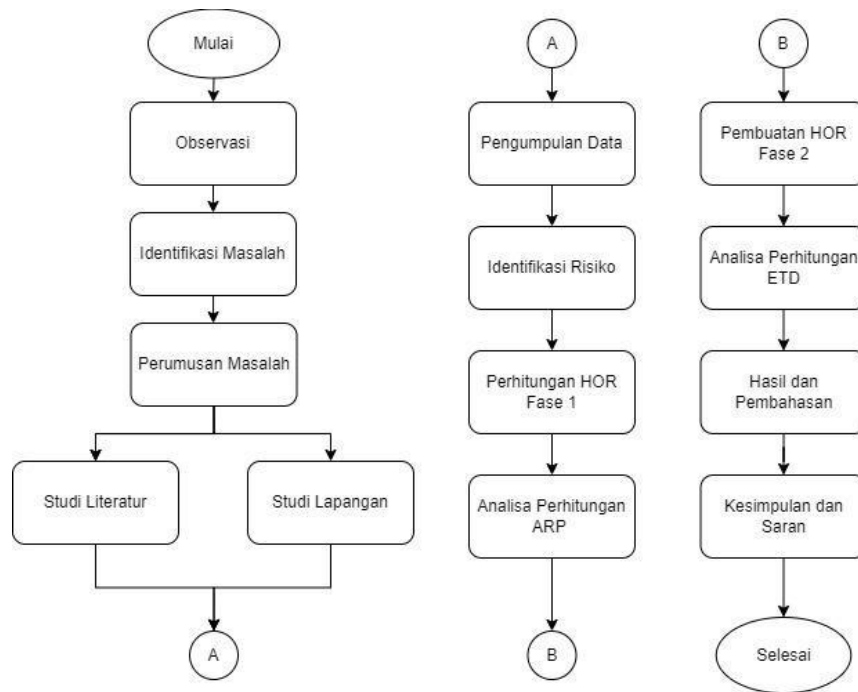 Mulai
Observasi
Identifikasi Masalah
Perumusan Masalah
Studi Literatur
Studi Lapangan
A
A
Pengumpulan Data
Identifikasi Risiko
Perhitungan HOR
Fase 1
Analisa Perhitungan
ARP
B
B
Pembuatan HOR
Fase 2
Analisa Perhitungan
ETD
Hasil dan
Pembahasan
Kesimpulan dan
Saran
Selesai